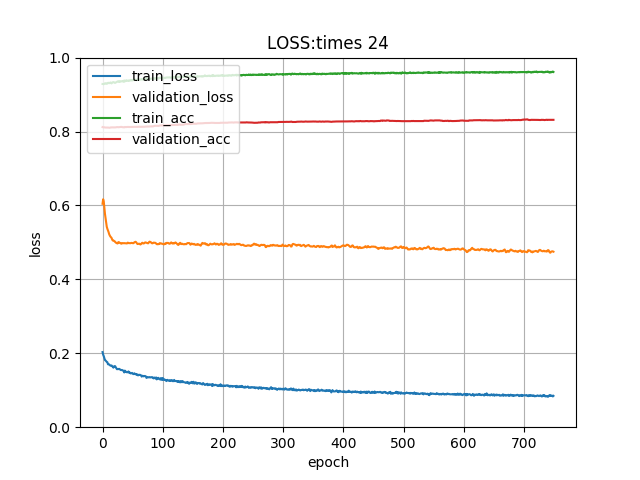 LOSS:times 24
1.0
0.8
0.6
0.4
0.2
0.0
loss
train_loss
validation_loss
train_acc
validation_acc
0 100 200 300 400 500 600 700
epoch